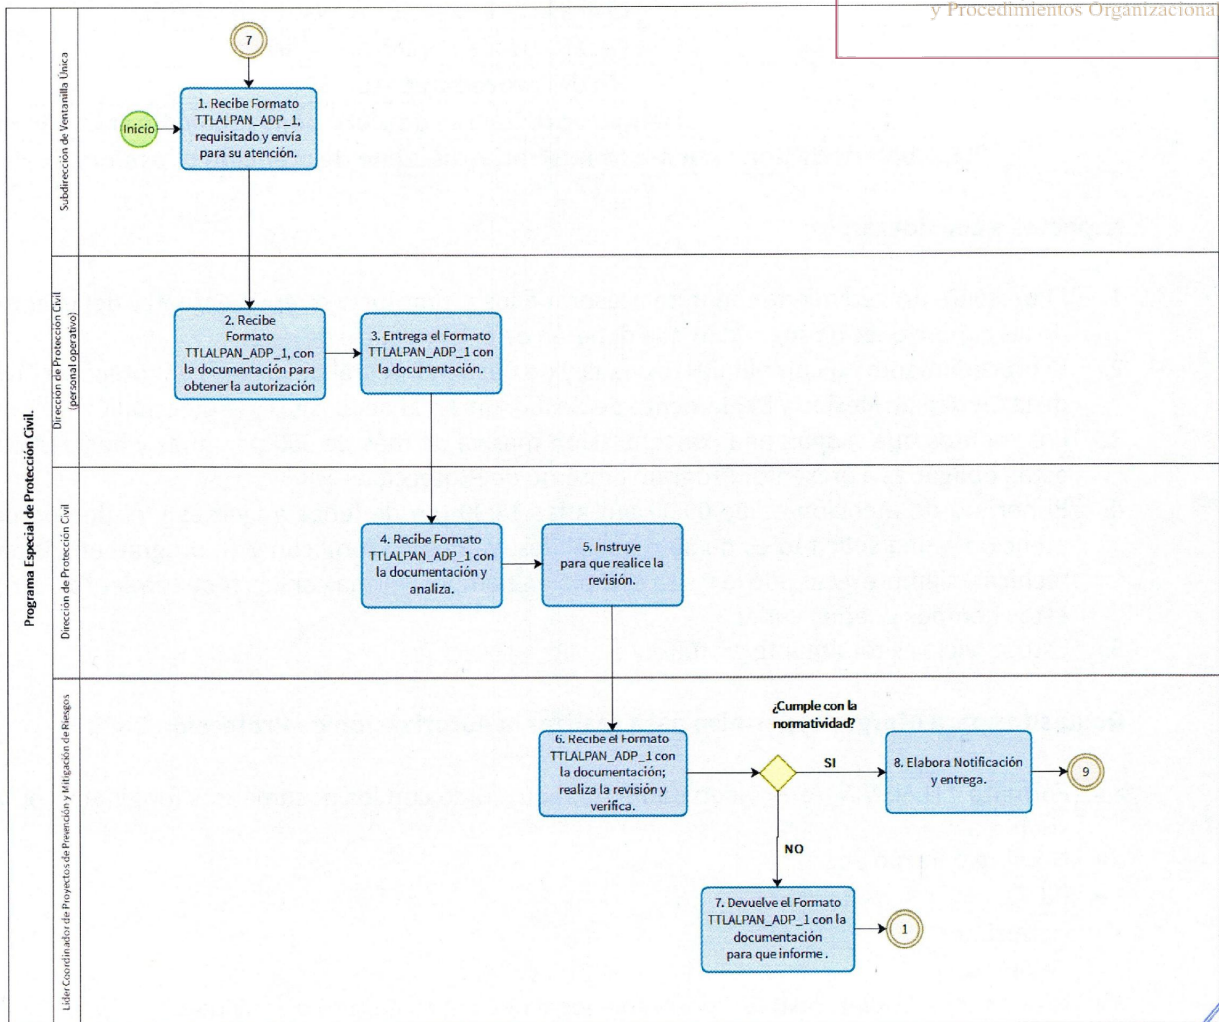 y Procedimientos Organizacional
Programa Especial de Protección Civil.
Subdirección de Ventanilla Única
7
Inicio
1. Recibe Formato
TTLALPAN_ADP_1,
requisitado y envía
para su atención.
Dirección de Protección Civil
(personal operativo)
2. Recibe
Formato
TTLALPAN_ADP_1, con
la documentación para
obtener la autorización
3. Entrega el Formato
TTLALPAN_ADP_1 con
la documentación.
Dirección de Protección Civil
4. Recibe Formato
TTLALPAN_ADP_1 con
la documentación y
analiza.
5. Instruye
para que realice la
revisión.
Líder Coordinador de Proyectos de Prevención y Mitigación de Riesgos
6. Recibe el Formato
TTLALPAN_ADP_1 con
la documentación;
realiza la revisión y
verifica.
¿Cumple con la
normatividad?
SI
8. Elabora Notificación
y entrega.
9
NO
7. Devuelve el Formato
TTLALPAN_ADP_1 con la
documentación
para que informe .
1